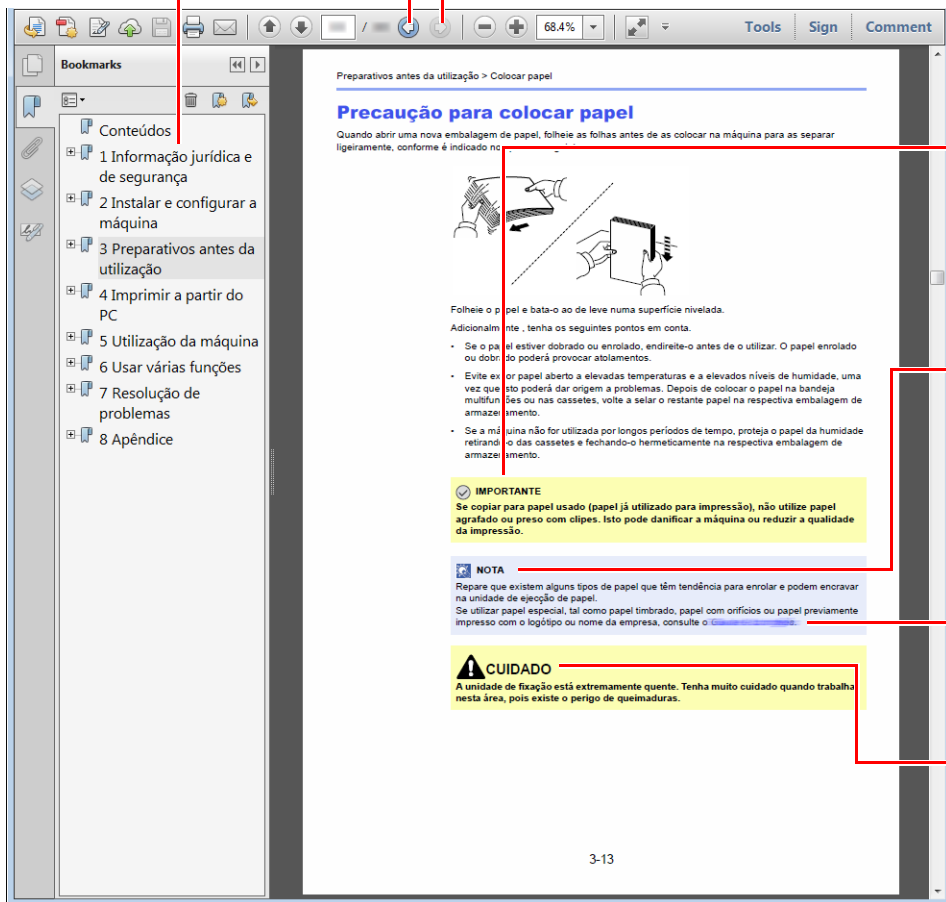 /
68.4%
Tools
Sign
Comment
Bookmarks
Conteúdos
1 Informação jurídica e
de segurança
2 Instalar e configurar a
máquina
3 Preparativos antes da
utilização
4 Imprimir a partir do
PC
5 Utilização da máquina
6 Usar várias funções
7 Resolução de
problemas
8 Apêndice
Preparativos antes da utilização > Colocar papel
Precaução para colocar papel
Quando abrir uma nova embalagem de papel, folheie as folhas antes de as colocar na máquina para as separar
ligeiramente, conforme é indicado
Folheie o papel e bata-o ao de leve numa superfície nivelada.
Adicionalmente , tenha os seguintes pontos em conta.
• Se o papel estiver dobrado ou enrolado, endireite-o antes de o utilizar. O papel enrolado
ou dobrado poderá provocar atolamentos.
• Evite expor papel aberto a elevadas temperaturas e a elevados níveis de humidade, uma
vez que isto poderá dar origem a problemas. Depois de colocar o papel na bandeja
multifunções ou nas cassetes, volte a selar o restante papel na respectiva embalagem de
armazenamento.
• Se a máquina não for utilizada por longos períodos de tempo, proteja o papel da humidade
retirando-o das cassetes e fechando-o hermeticamente na respectiva embalagem de
armazenamento.
IMPORTANTE
Se copiar para papel usado (papel já utilizado para impressão), não utilize papel
agrafado ou preso com clipes. Isto pode danificar a máquina ou reduzir a qualidade
da impressão.
NOTA
Repare que existem alguns tipos de papel que têm tendência para enrolar e podem encravar
na unidade de ejecção de papel.
Se utilizar papel especial, tal como papel timbrado, papel com orifícios ou papel previamente
impresso com o logótipo ou nome da empresa, consulte o
CUIDADO
A unidade de fixação está extremamente quente. Tenha muito cuidado quando trabalha
nesta área, pois existe o perigo de queimaduras.
3-13